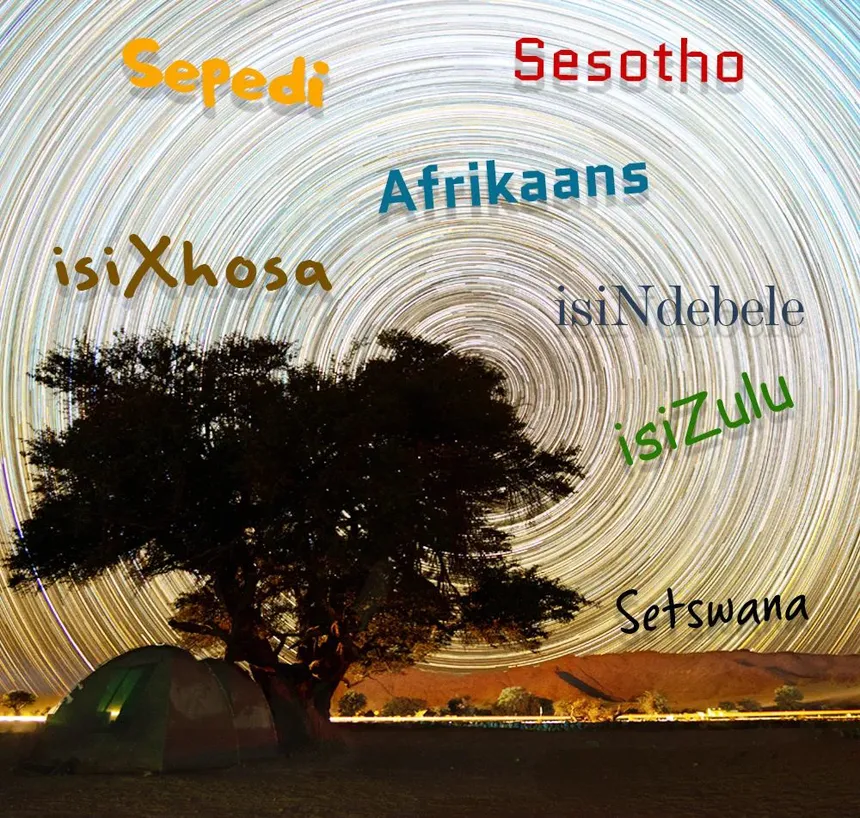 Sepedi
Sesotho
Afrikaans
isiXhosa
isiNdebele
isiZulu
Setswana